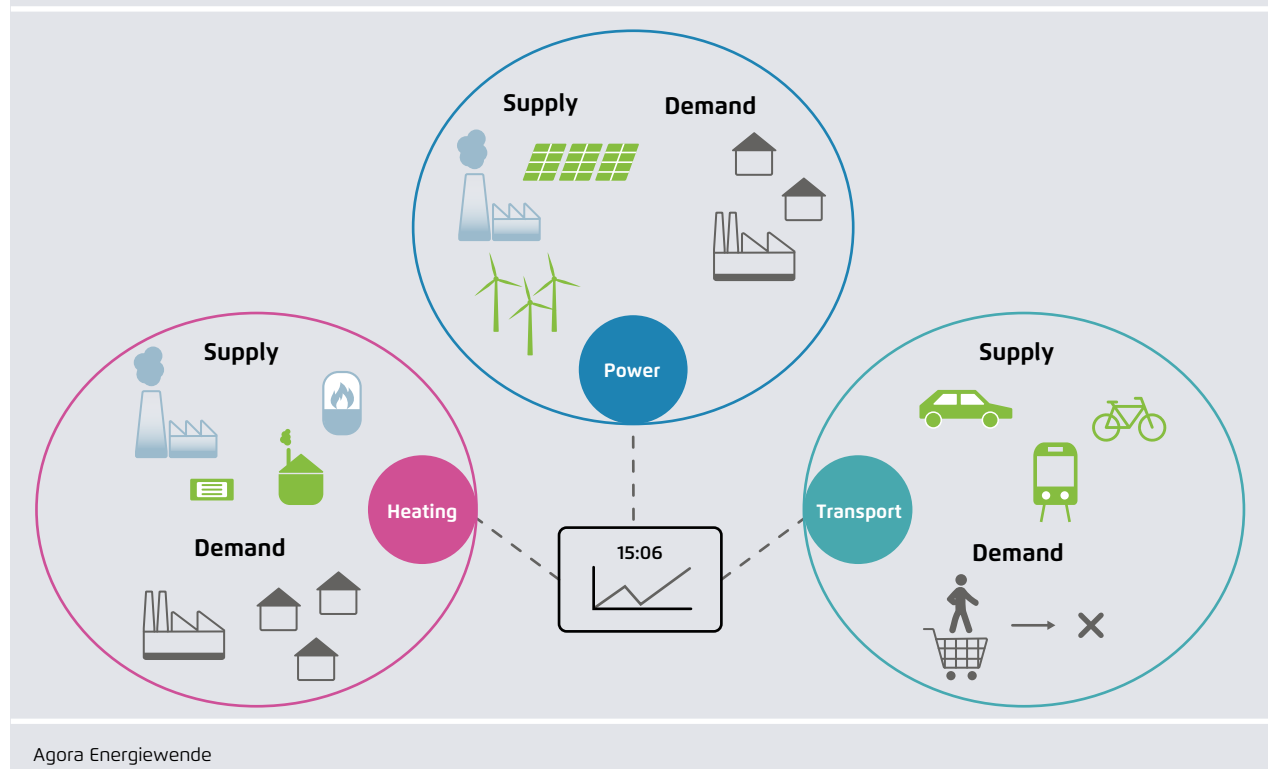 Supply
Demand
Power
Supply
Demand
Heating
15:06
Supply
Demand
Transport
Agora Energiewende